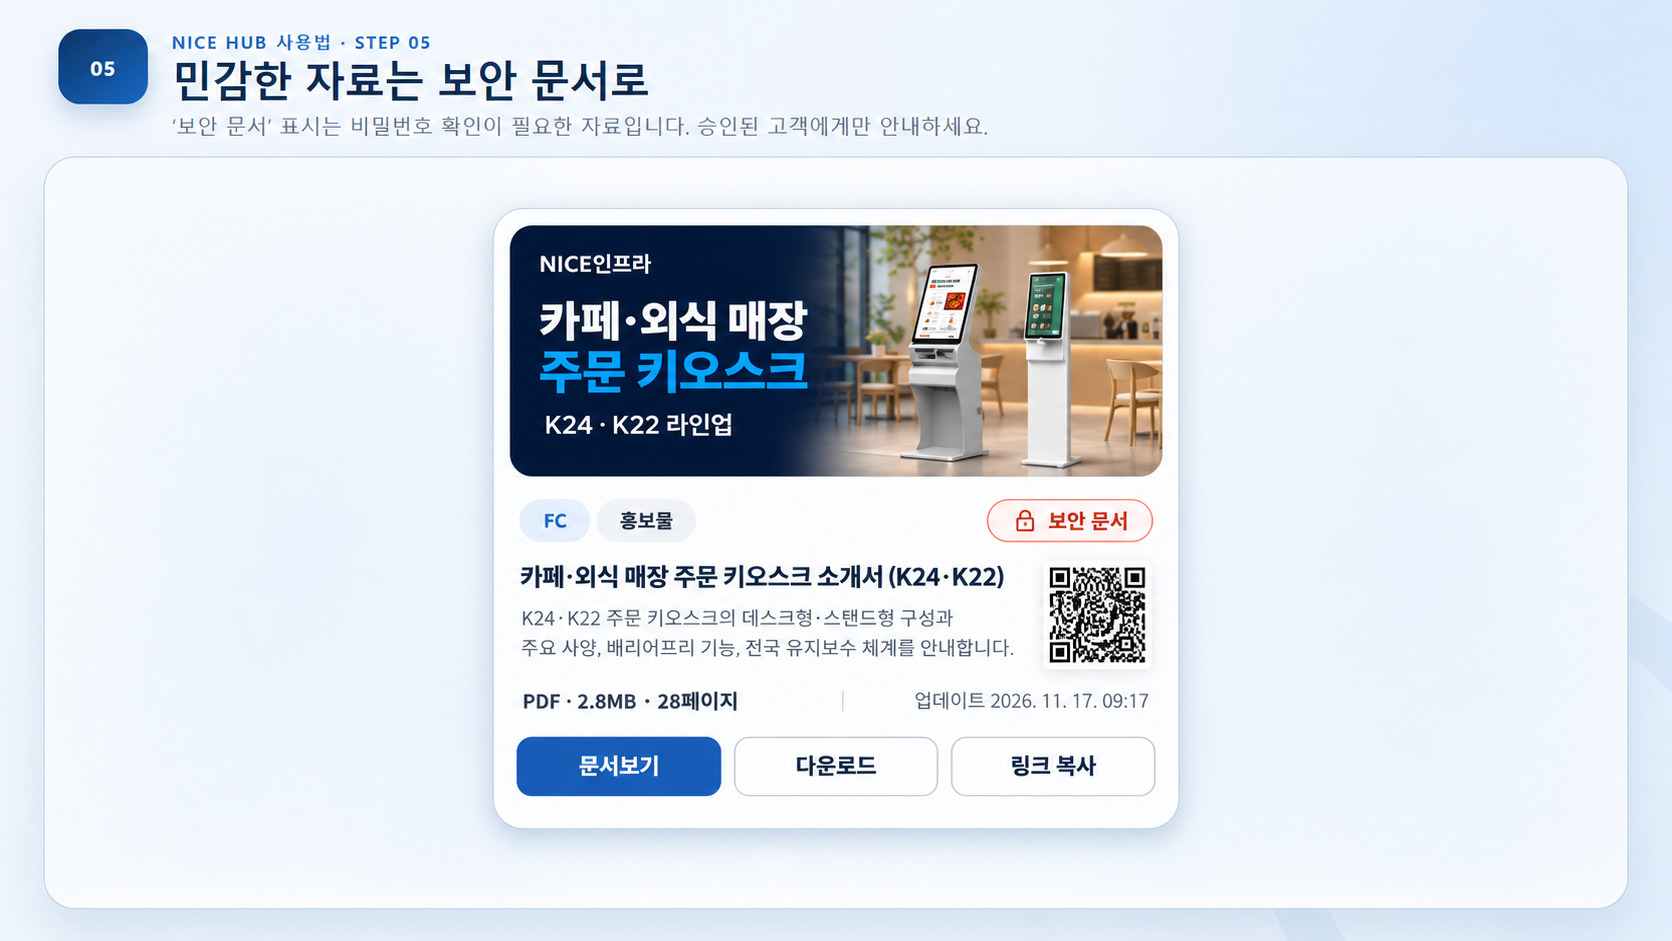 05
NICE HUB 사용법 · STEP 05
민감한 자료는 보안 문서로
‘보안 문서’ 표시는 비밀번호 확인이 필요한 자료입니다. 승인된 고객에게만 안내하세요.
NICE인프라
카페·외식 매장
주문 키오스크
K24 · K22 라인업
FC
홍보물
보안 문서
카페·외식 매장 주문 키오스크 소개서 (K24·K22)
K24·K22 주문 키오스크의 데스크형·스탠드형 구성과
주요 사양, 배리어프리 기능, 전국 유지보수 체계를 안내합니다.
PDF · 2.8MB · 28페이지
업데이트 2026. 11. 17. 09:17
문서보기
다운로드
링크 복사